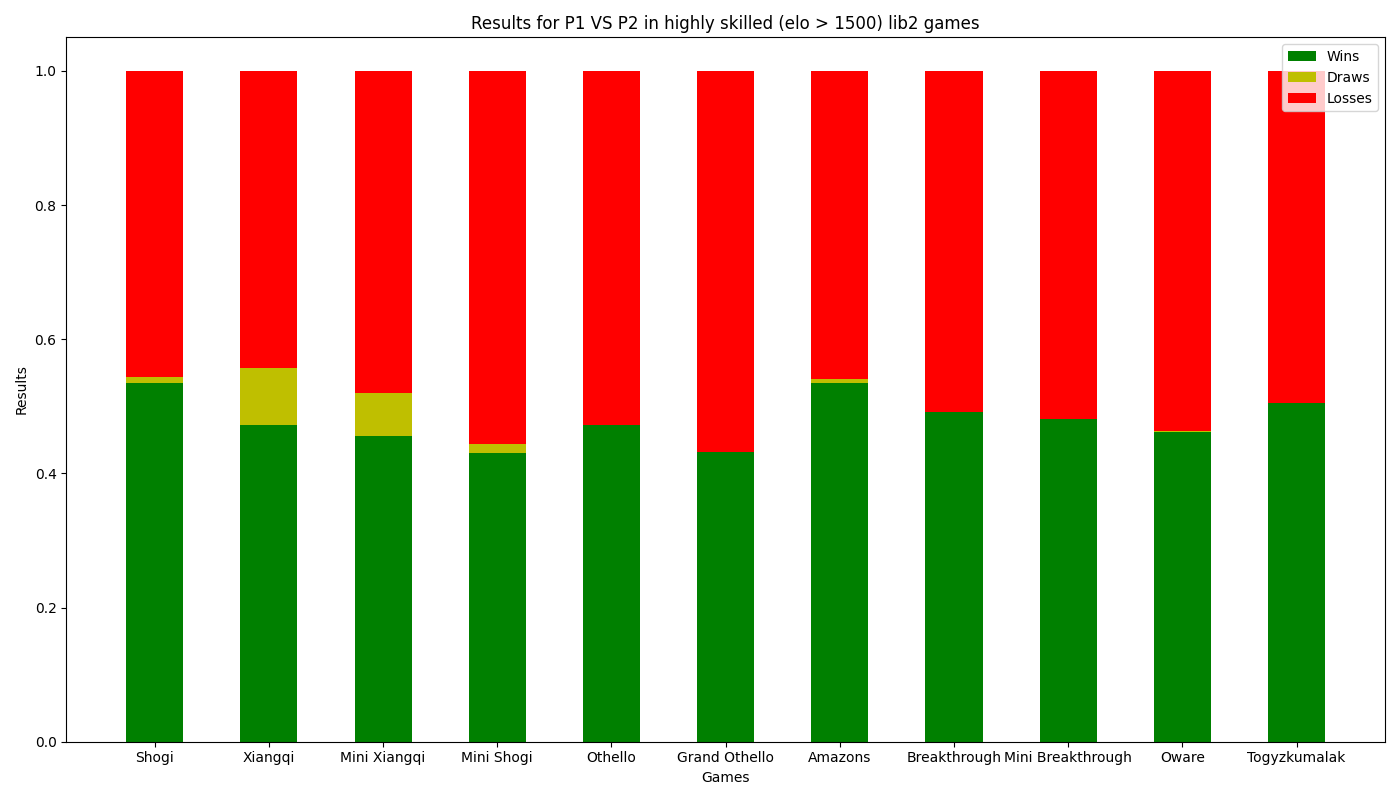 Results for P1 VS P2 in highly skilled (elo > 1500) lib2 games
Wins
Draws
Losses
1.0
0.8
0.6
0.4
0.2
0.0
Results
Shogi Xiangqi Mini Xiangqi Mini Shogi Othello Grand Othello Amazons Breakthrough Mini Breakthrough Oware Togyzkumalak
Games